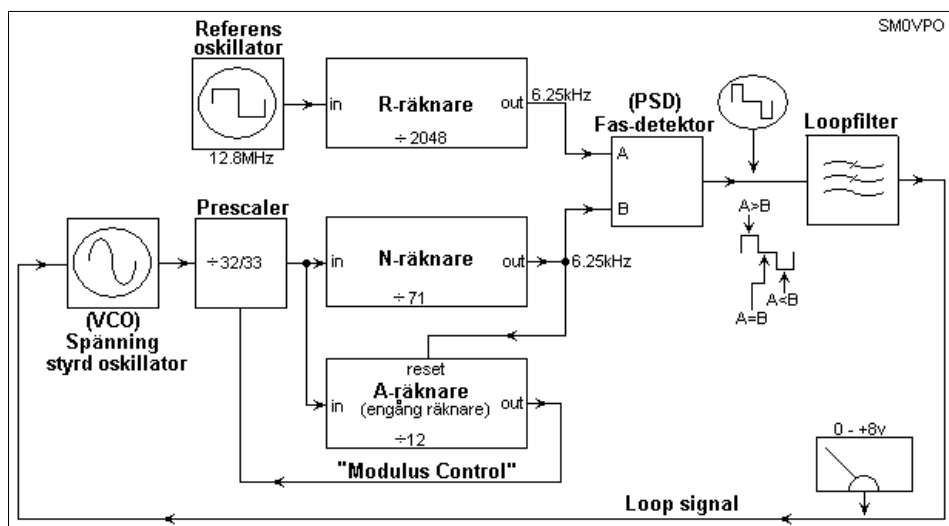 SM0VPO
Referens
oskillator
12.8MHz
in
R-räknare
out
÷2048
6.25kHz
(PSD)
Fas-detektor
A
B
Loopfilter
A>B
A=B
A<B
Prescaler
÷32/33
in
N-räknare
out
÷71
6.25kHz
(VCO)
Spänning
styrd oskillator
reset
A-räknare
(engång räknare)
in
out
÷12
"Modulus Control"
0 - +8v
Loop signal